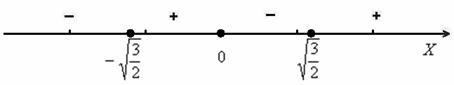 − + − +
−√(3/2) 0 √(3/2) X